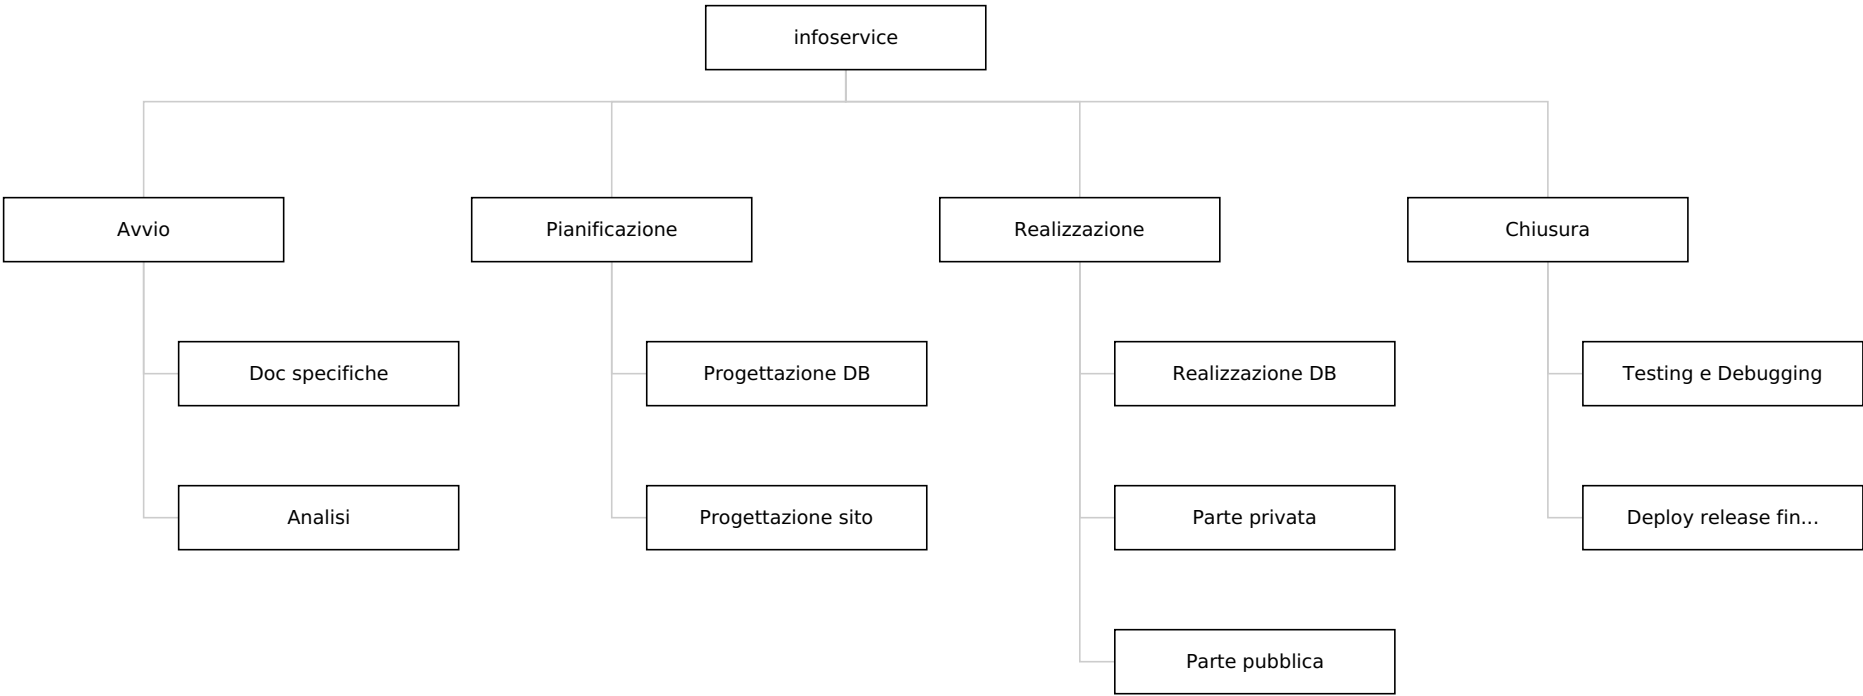 infoservice
Avvio
Pianificazione
Realizzazione
Chiusura
Doc specifiche
Progettazione DB
Realizzazione DB
Testing e Debugging
Analisi
Progettazione sito
Parte privata
Deploy release fin...
Parte pubblica